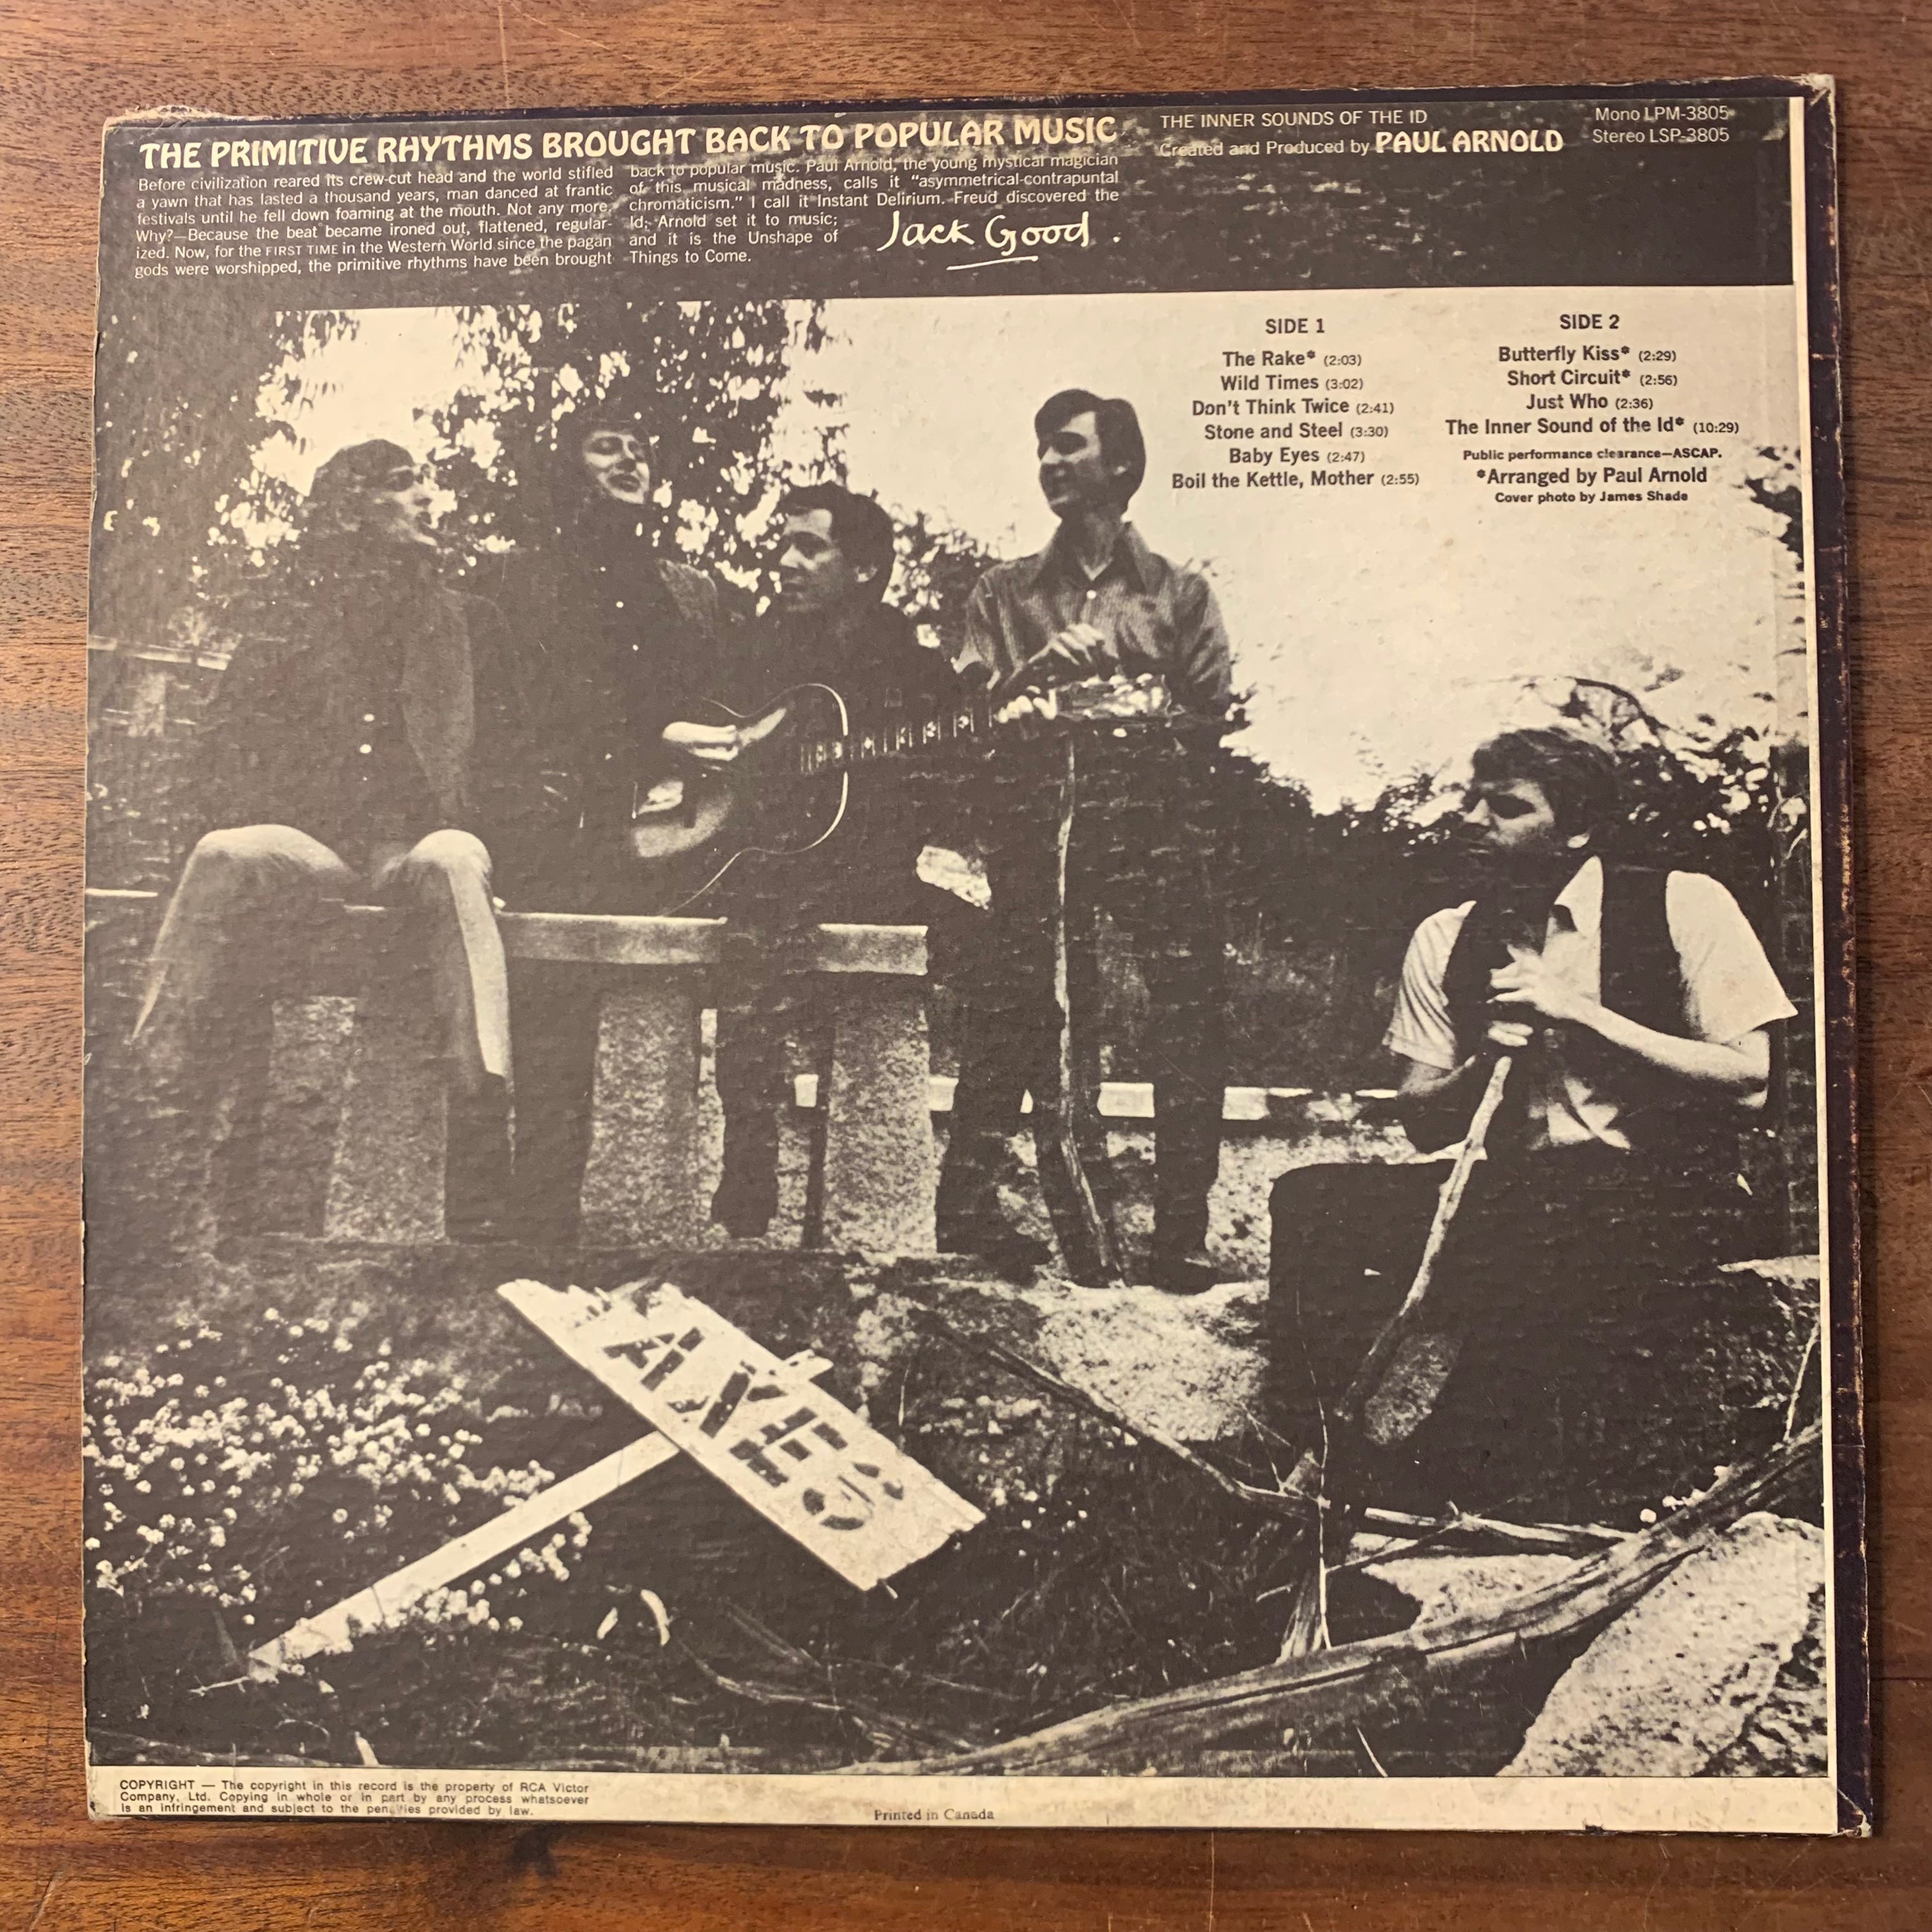 THE PRIMITIVE RHYTHMS BROUGHT BACK TO POPULAR MUSIC
Before civilization reared its crew-cut head and the world stifled
a yawn that has lasted a thousand years, man danced at frantic
festivals until he fell down foaming at the mouth. Not any more.
Why?—Because the beat became ironed out, flattened, regular-
ized. Now, for the FIRST TIME in the Western World since the pagan
gods were worshipped, the primitive rhythms have been brought
back to popular music. Paul Arnold, the young mystical magician
of this musical madness, calls it "asymmetrical-contrapuntal
chromaticism." I call it Instant Delirium. Freud discovered the
Id; Arnold set it to music;
and it is the Unshape of
Things to Come.
Jack Good.
THE INNER SOUNDS OF THE ID
Created and Produced by PAUL ARNOLD
Mono LPM-3805
Stereo LSP-3805
SIDE 1
The Rake* (2:03)
Wild Times (3:02)
Don't Think Twice (2:41)
Stone and Steel (3:30)
Baby Eyes (2:47)
Boil the Kettle, Mother (2:55)
SIDE 2
Butterfly Kiss* (2:29)
Short Circuit* (2:56)
Just Who (2:36)
The Inner Sound of the Id* (10:29)
Public performance clearance—ASCAP.
*Arranged by Paul Arnold
Cover photo by James Shade
AXES
COPYRIGHT — The copyright in this record is the property of RCA Victor
Company, Ltd. Copying in whole or in part by any process whatsoever
is an infringement and subject to the penalties provided by law.
Printed in Canada